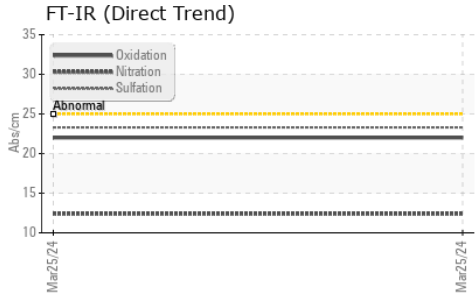 FT-IR (Direct Trend)
35
30
25
20
15
10
Abs/cm
Oxidation
Nitration
Sulfation
Abnormal
Mar25/24
Mar25/24